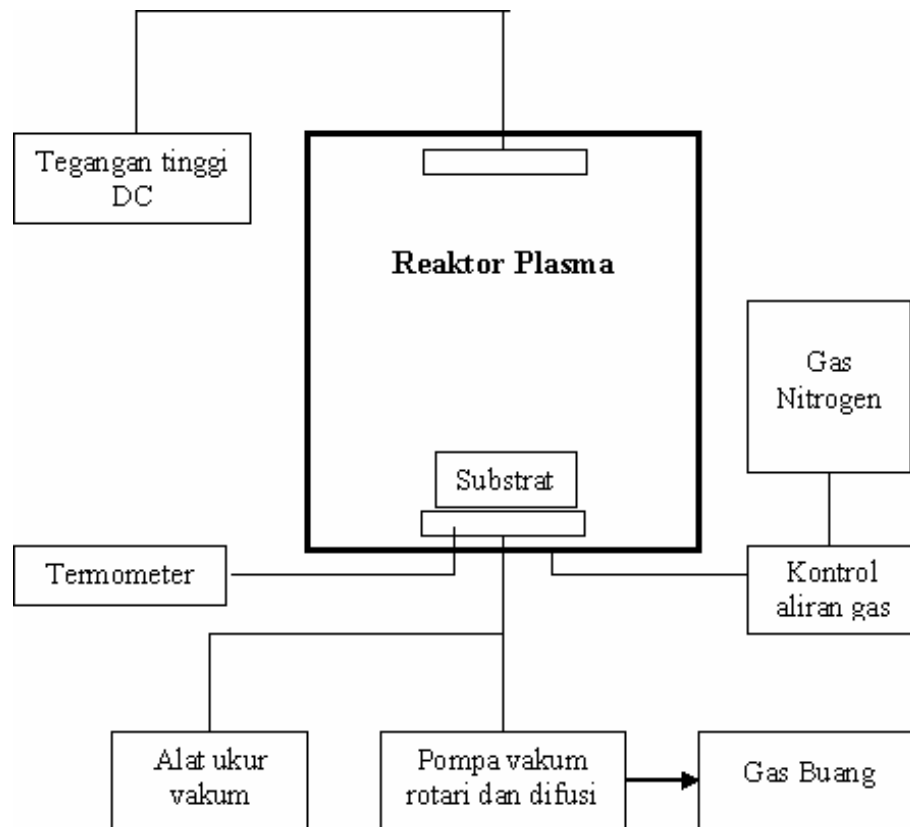 Tegangan tinggi
DC
Reaktor Plasma
Gas
Nitrogen
Substrat
Termometer
Kontrol
aliran gas
Alat ukur
vakum
Pompa vakum
rotari dan difusi
Gas Buang